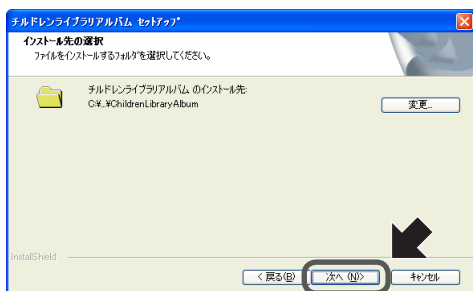 チルドレンライブラリアルバム セットアップ
インストール先の選択
ファイルをインストールするフォルダを選択してください。
チルドレンライブラリアルバム のインストール先:
C:¥..¥ChildrenLibraryAlbum
変更...
InstallShield
< 戻る(B)
次へ (N)>
キャンセル